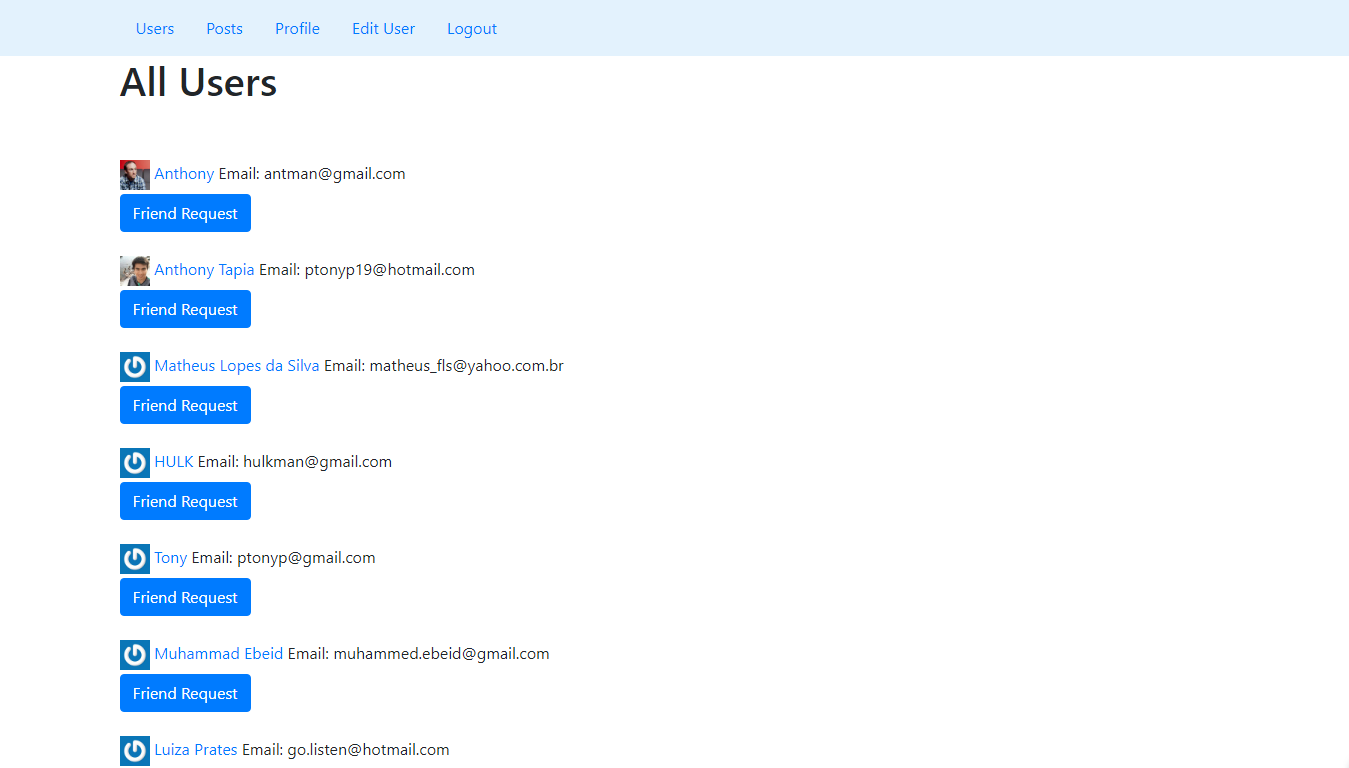 Users Posts Profile Edit User Logout
All Users
Anthony Email: antman@gmail.com
Friend Request
Anthony Tapia Email: ptonyp19@hotmail.com
Friend Request
Matheus Lopes da Silva Email: matheus_fls@yahoo.com.br
Friend Request
HULK Email: hulkman@gmail.com
Friend Request
Tony Email: ptonyp@gmail.com
Friend Request
Muhammad Ebeid Email: muhammed.ebeid@gmail.com
Friend Request
Luiza Prates Email: go.listen@hotmail.com